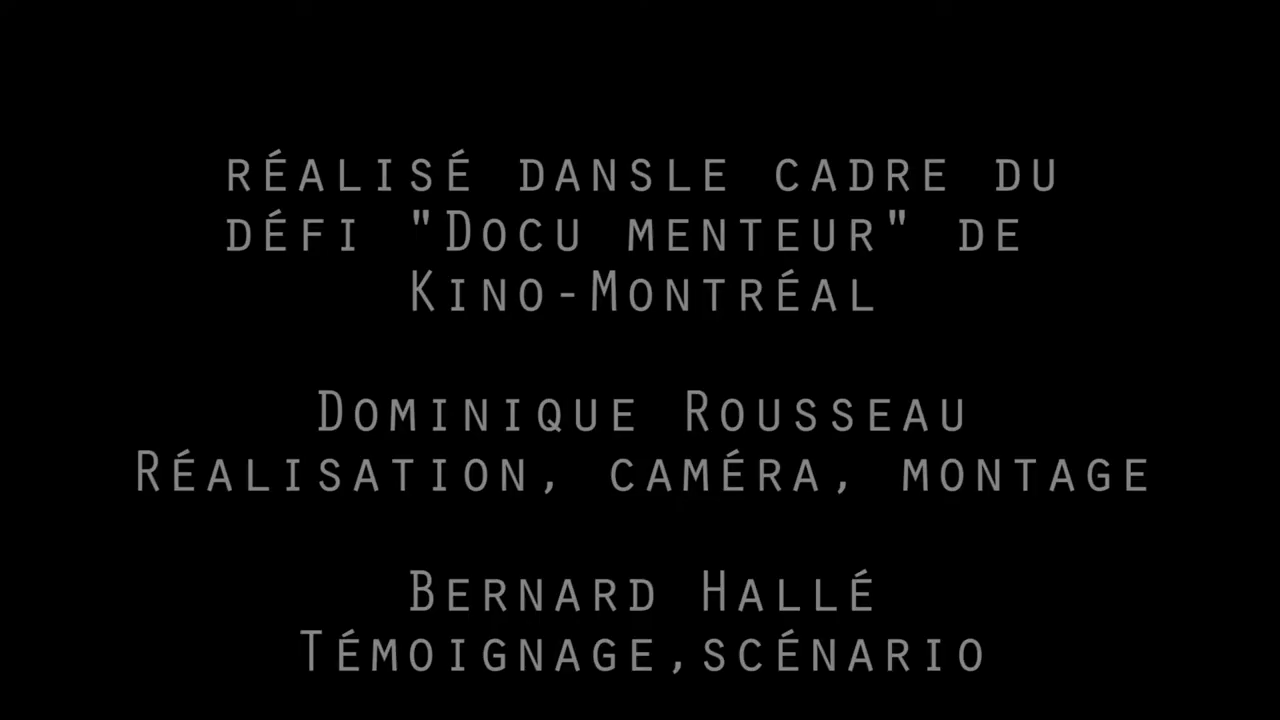 RÉALISÉ DANSLE CADRE DU
DÉFI "DOCU MENTEUR" DE
KINO-MONTRÉAL
DOMINIQUE ROUSSEAU
RÉALISATION, CAMÉRA, MONTAGE
BERNARD HALLÉ
TÉMOIGNAGE,SCÉNARIO